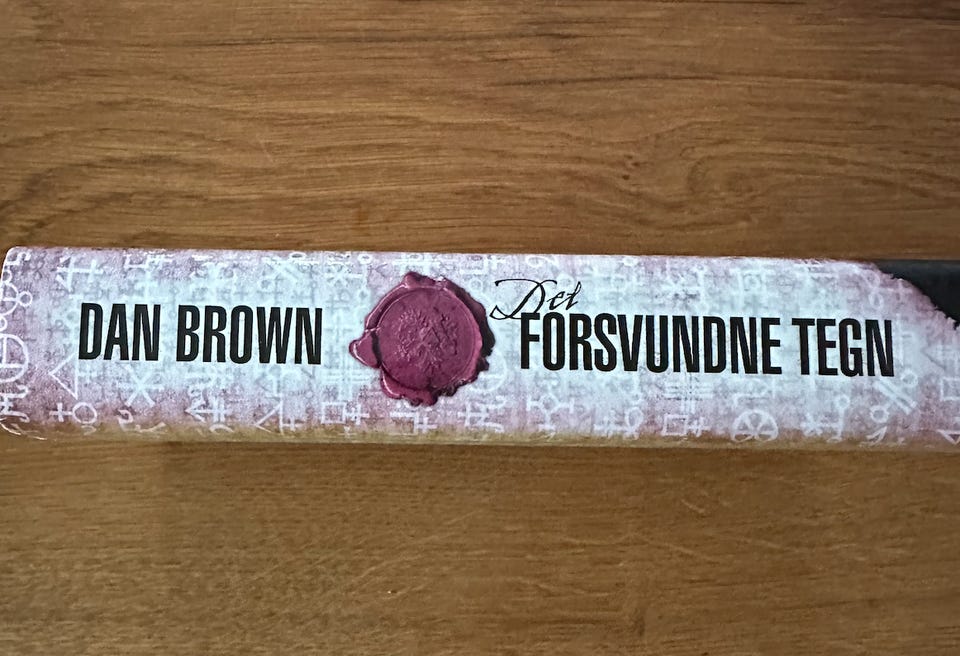 DAN BROWN
Det
FORSVUNDNE TEGN